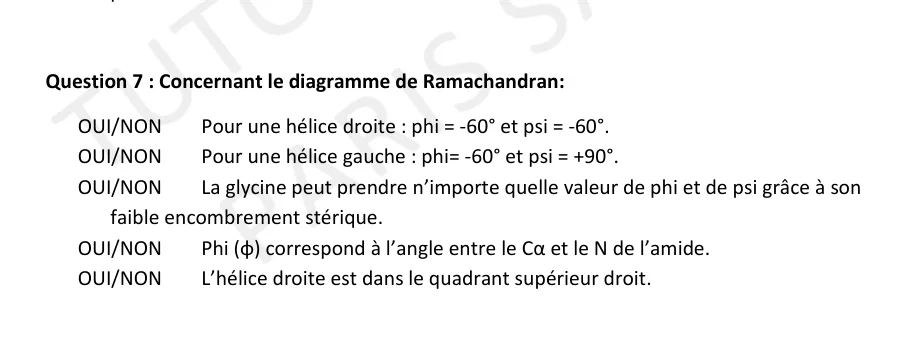 TUTO
PARIS SA
Question 7 : Concernant le diagramme de Ramachandran:
OUI/NON Pour une hélice droite : phi = -60° et psi = -60°.
OUI/NON Pour une hélice gauche : phi= -60° et psi = +90°.
OUI/NON La glycine peut prendre n’importe quelle valeur de phi et de psi grâce à son
faible encombrement stérique.
OUI/NON Phi (ϕ) correspond à l’angle entre le Cα et le N de l’amide.
OUI/NON L’hélice droite est dans le quadrant supérieur droit.